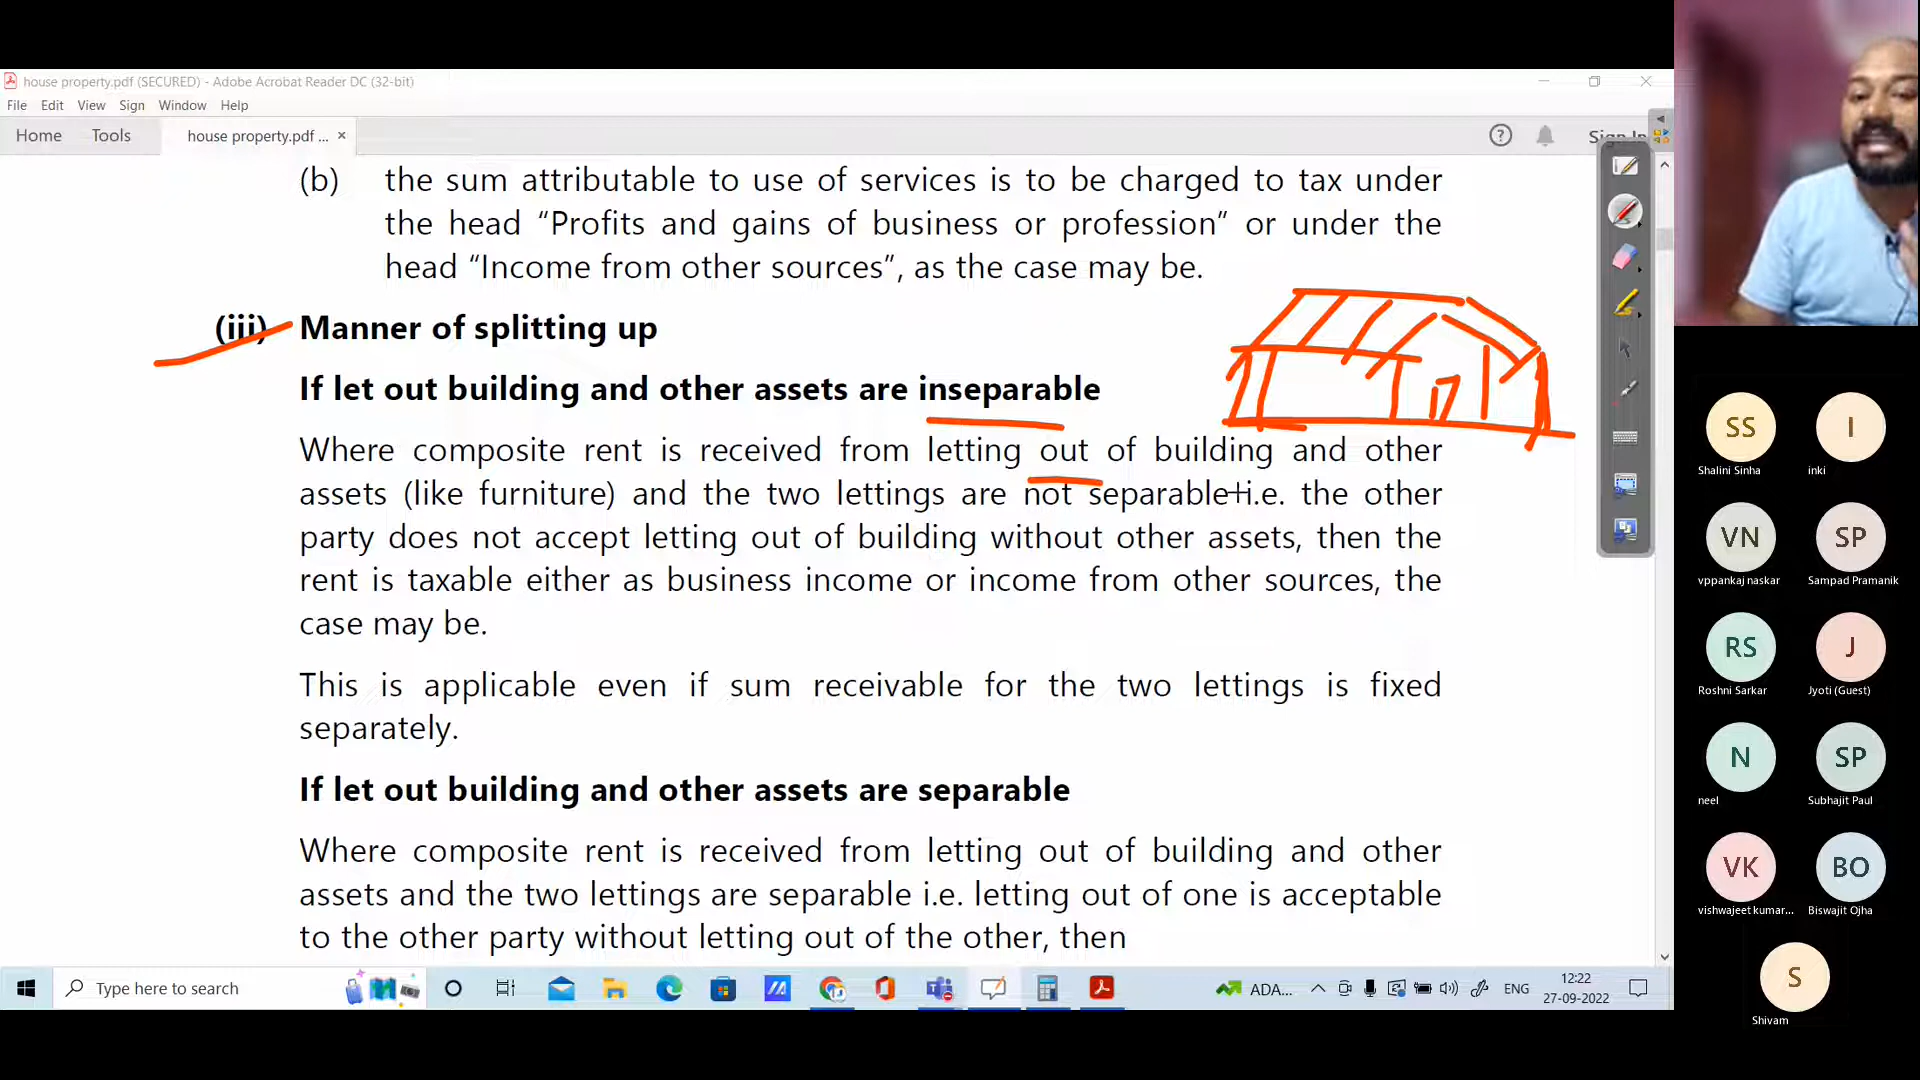 house property.pdf (SECURED) - Adobe Acrobat Reader DC (32-bit)
File Edit View Sign Window Help
Home Tools house property.pdf ... × Sign In
(b) the sum attributable to use of services is to be charged to tax under
the head “Profits and gains of business or profession” or under the
head “Income from other sources”, as the case may be.
(iii) Manner of splitting up
If let out building and other assets are inseparable
Where composite rent is received from letting out of building and other
assets (like furniture) and the two lettings are not separable i.e. the other
party does not accept letting out of building without other assets, then the
rent is taxable either as business income or income from other sources, the
case may be.
This is applicable even if sum receivable for the two lettings is fixed
separately.
If let out building and other assets are separable
Where composite rent is received from letting out of building and other
assets and the two lettings are separable i.e. letting out of one is acceptable
to the other party without letting out of the other, then
Type here to search
ADA... ENG
12:22
27-09-2022
SS I
Shalini Sinha inki
VN SP
vppankaj naskar Sampad Pramanik
RS J
Roshni Sarkar Jyoti (Guest)
N SP
neel Subhajit Paul
VK BO
vishwajeet kumar... Biswajit Ojha
S
Shivam